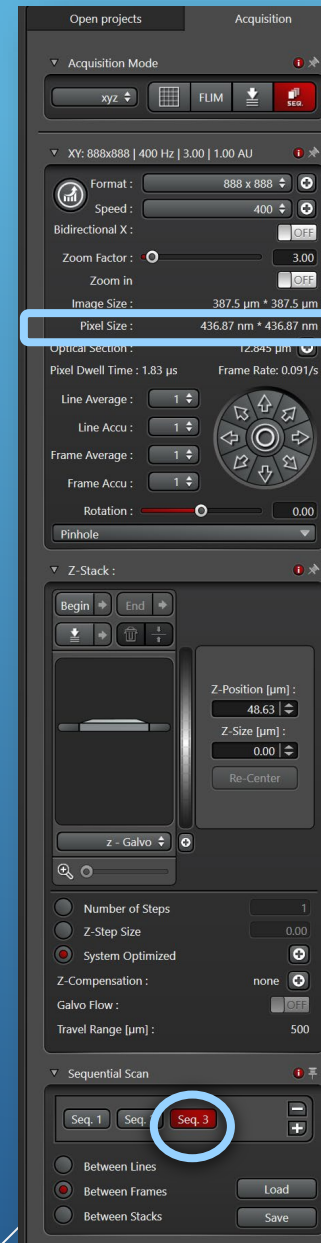 Open projects Acquisition
Acquisition Mode
xyz FLIM SEQ.
XY: 888x888 | 400 Hz | 3.00 | 1.00 AU
Format : 888 x 888
Speed : 400
Bidirectional X : OFF
Zoom Factor : 3.00
Zoom in OFF
Image Size : 387.5 µm * 387.5 µm
Pixel Size : 436.87 nm * 436.87 nm
Optical Section : 12.845 µm
Pixel Dwell Time : 1.83 µs Frame Rate: 0.091/s
Line Average : 1
Line Accu : 1
Frame Average : 1
Frame Accu : 1
Rotation : 0.00
Pinhole
Z-Stack :
Begin End
Z-Position [µm] :
48.63
Z-Size [µm] :
0.00
Re-Center
z - Galvo
Number of Steps 1
Z-Step Size 0.00
System Optimized
Z-Compensation : none
Galvo Flow : OFF
Travel Range [µm] : 500
Sequential Scan
Seq. 1 Seq. Seq. 3
Between Lines
Between Frames Load
Between Stacks Save